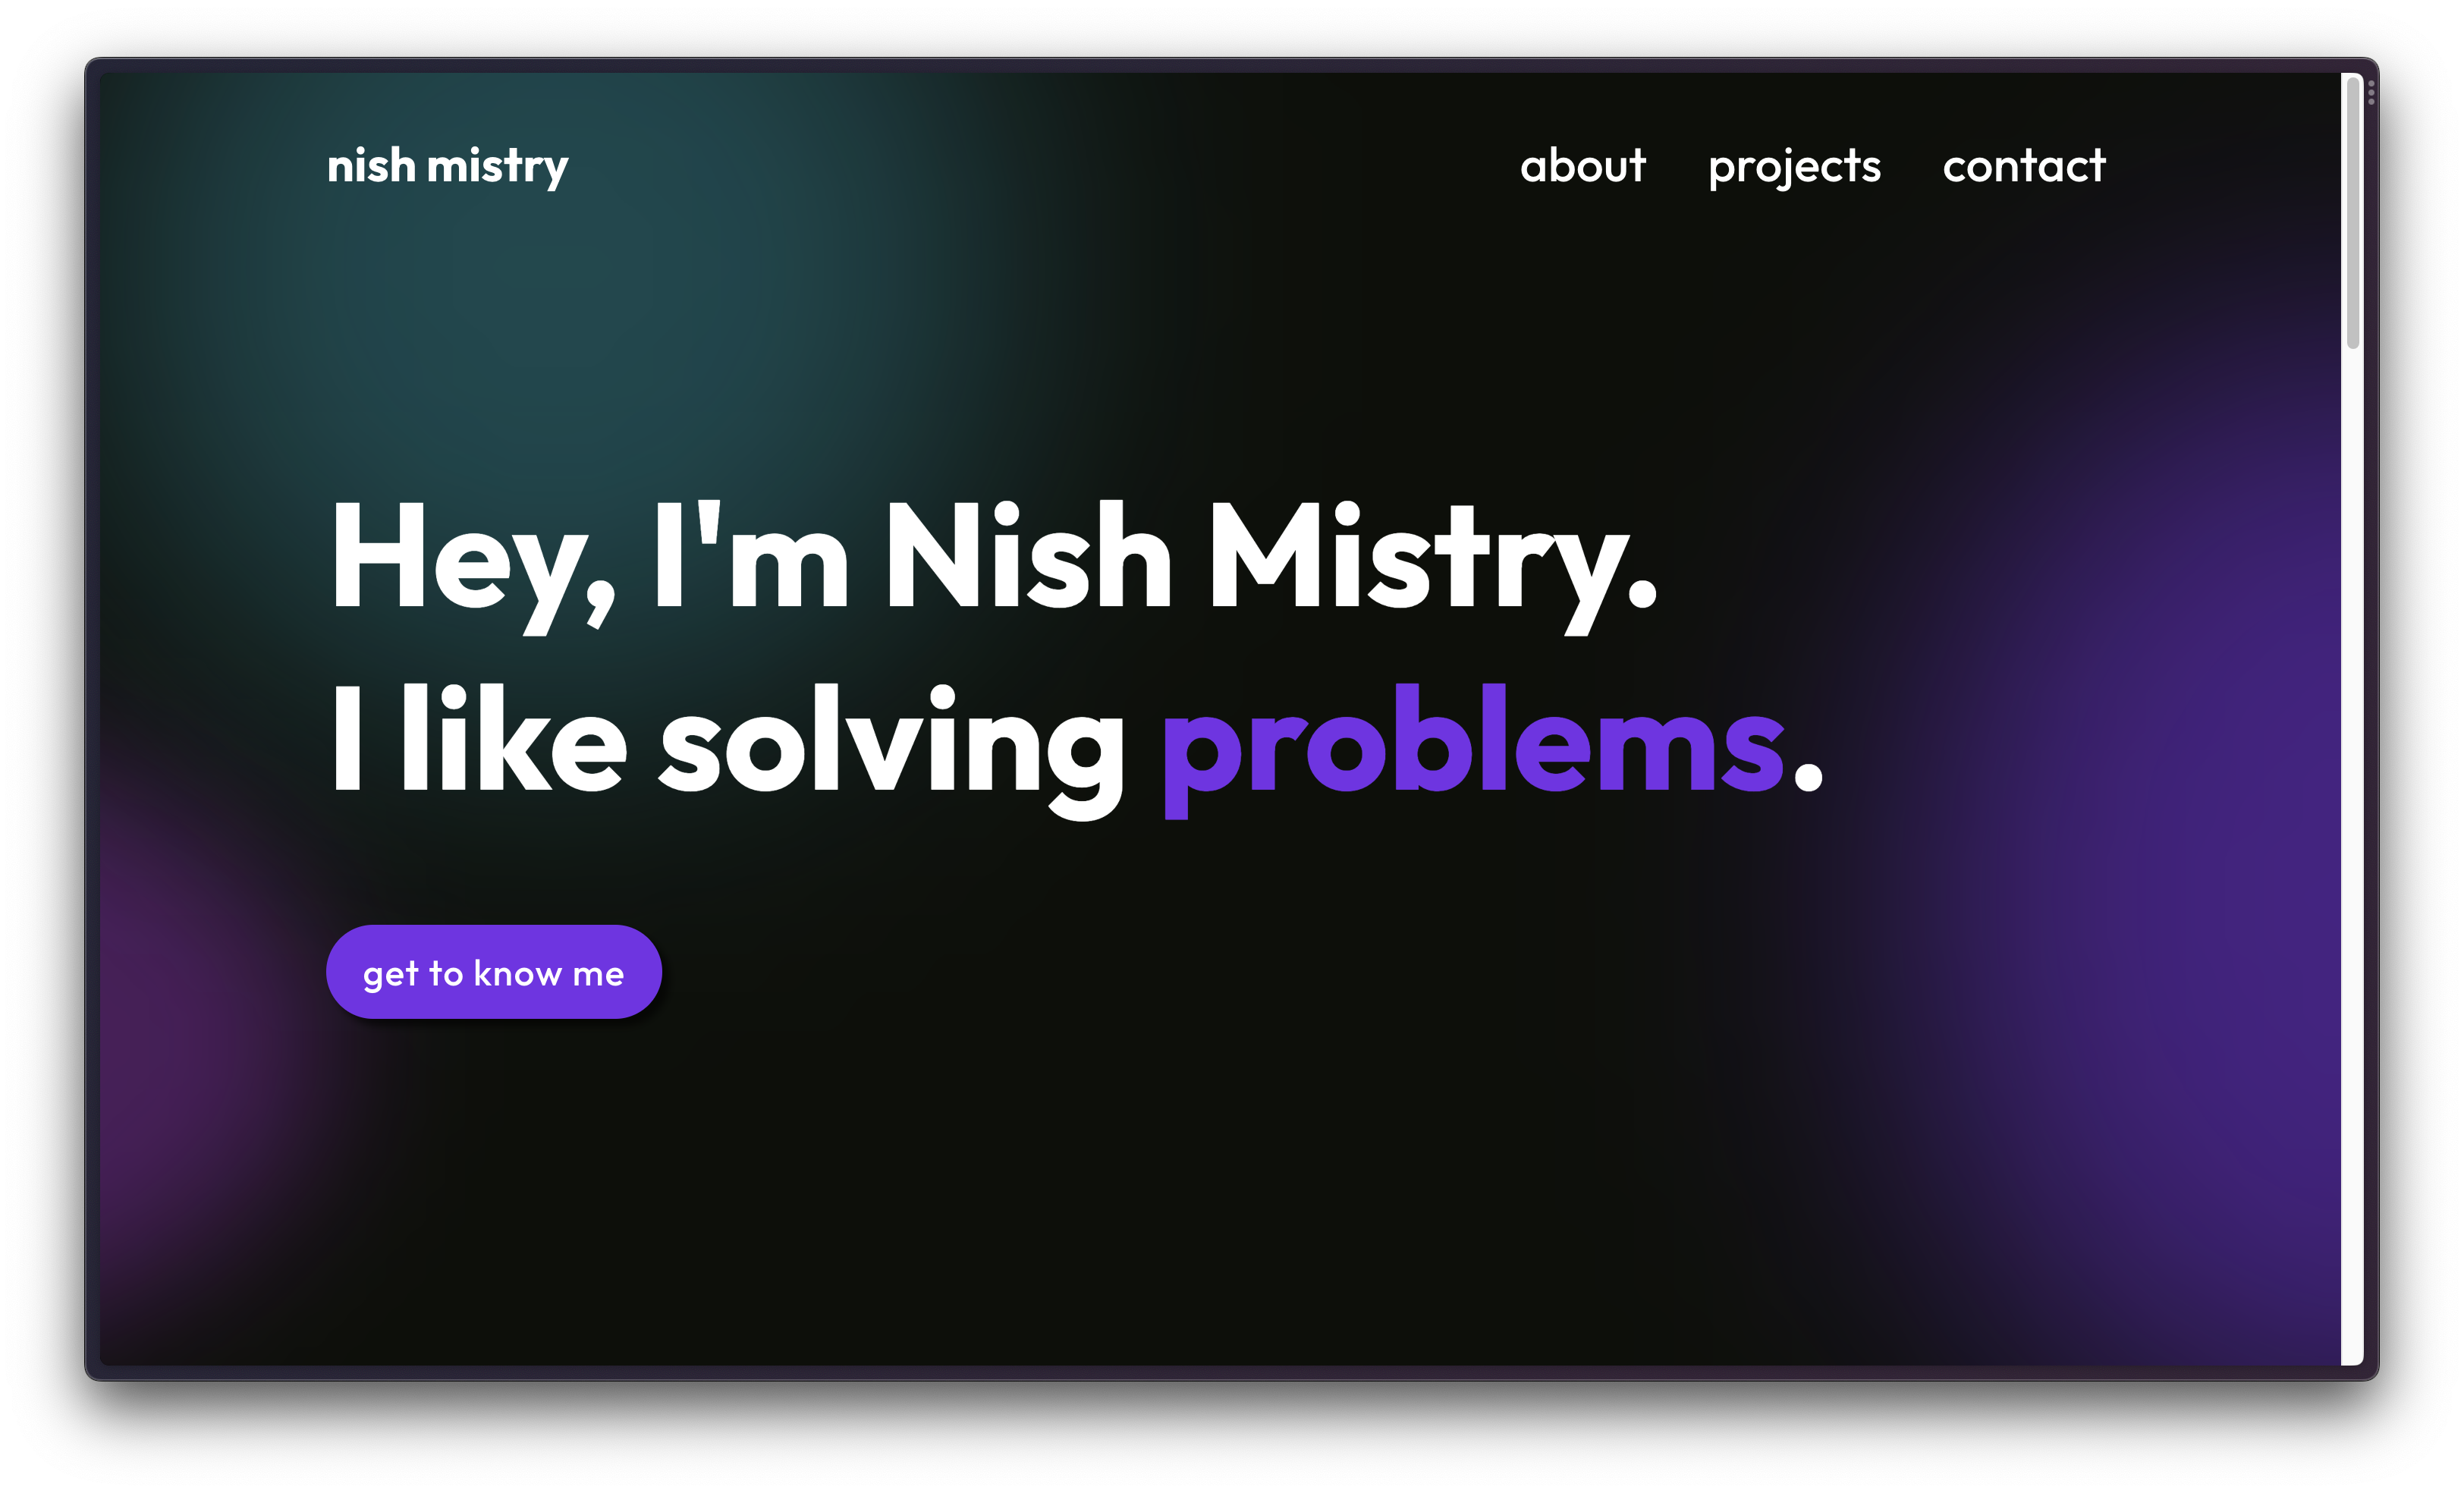 nish mistry
about projects contact
Hey, I'm Nish Mistry.
I like solving problems.
get to know me